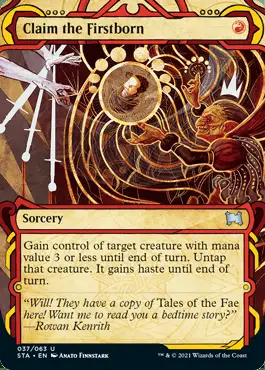 Claim the Firstborn
Sorcery
Gain control of target creature with mana
value 3 or less until end of turn. Untap
that creature. It gains haste until end of
turn.
“Will! They have a copy of Tales of the Fae
here! Want me to read you a bedtime story?”
—Rowan Kenrith
037/063 U
STA • EN ANATO FINNSTARK
™ & © 2021 Wizards of the Coast